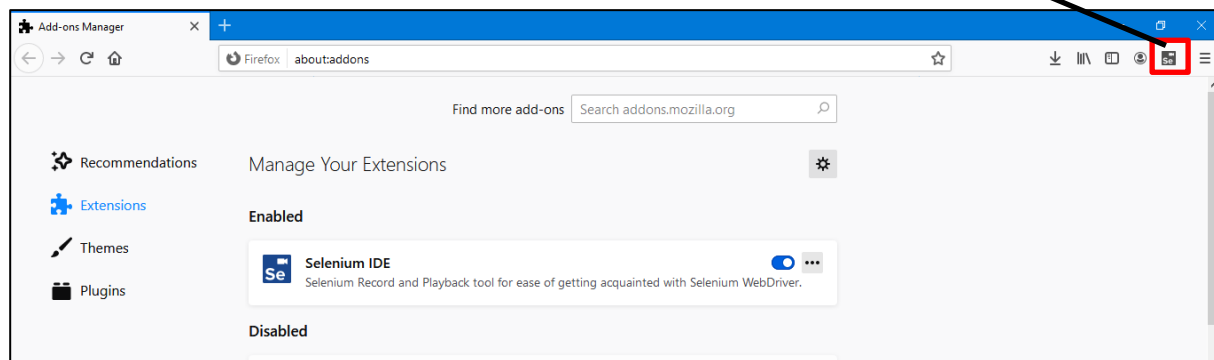 Add-ons Manager
Firefox about:addons
Se
Find more add-ons Search addons.mozilla.org
Recommendations
Manage Your Extensions
Extensions
Enabled
Themes
Se Selenium IDE
Selenium Record and Playback tool for ease of getting acquainted with Selenium WebDriver.
Plugins
Disabled